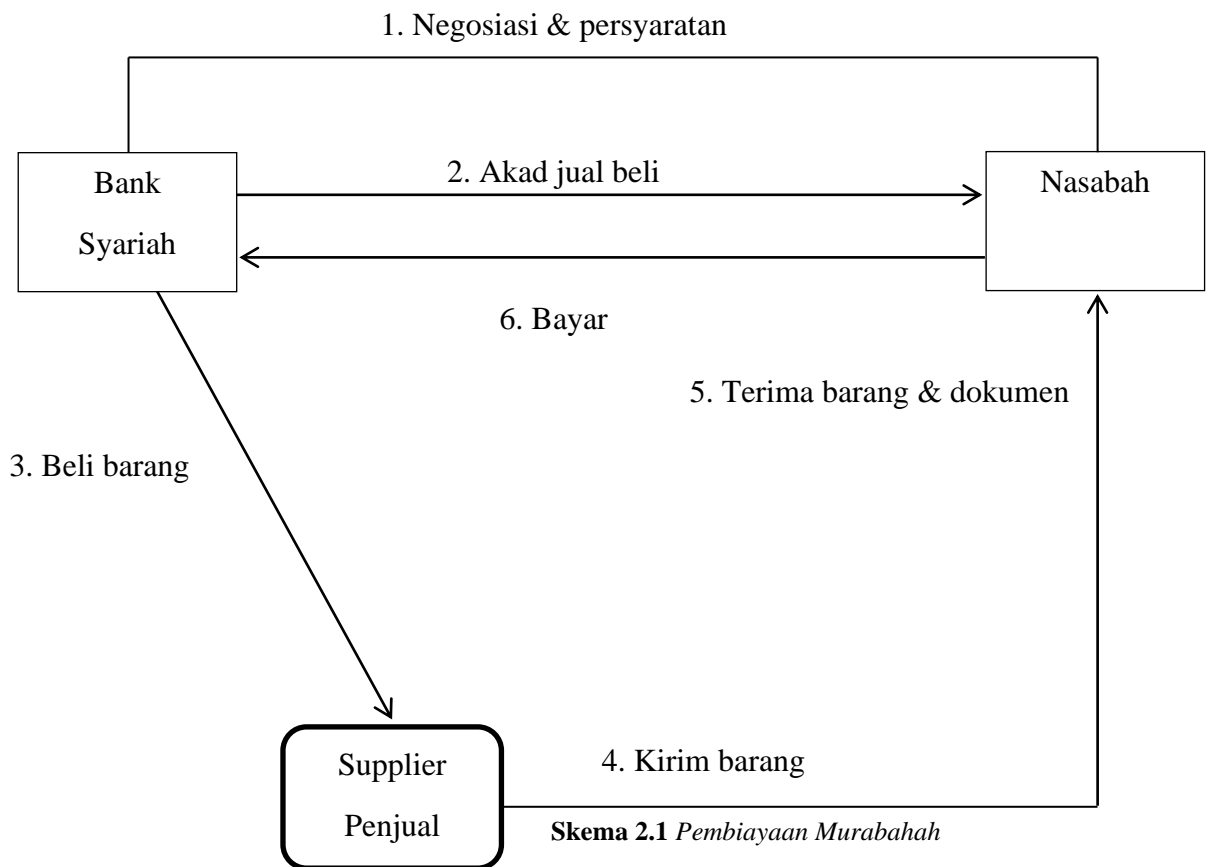 1. Negosiasi & persyaratan
Bank
Syariah
2. Akad jual beli
Nasabah
6. Bayar
5. Terima barang & dokumen
3. Beli barang
Supplier
Penjual
4. Kirim barang
Skema 2.1 Pembiayaan Murabahah